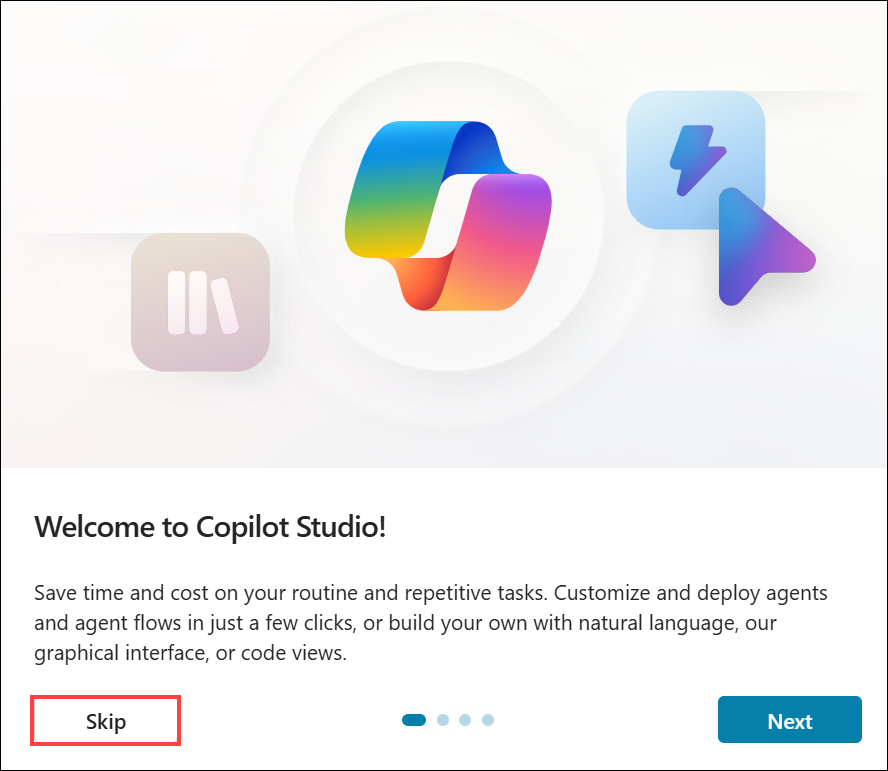 Welcome to Copilot Studio!
Save time and cost on your routine and repetitive tasks. Customize and deploy agents
and agent flows in just a few clicks, or build your own with natural language, our
graphical interface, or code views.
Skip
Next